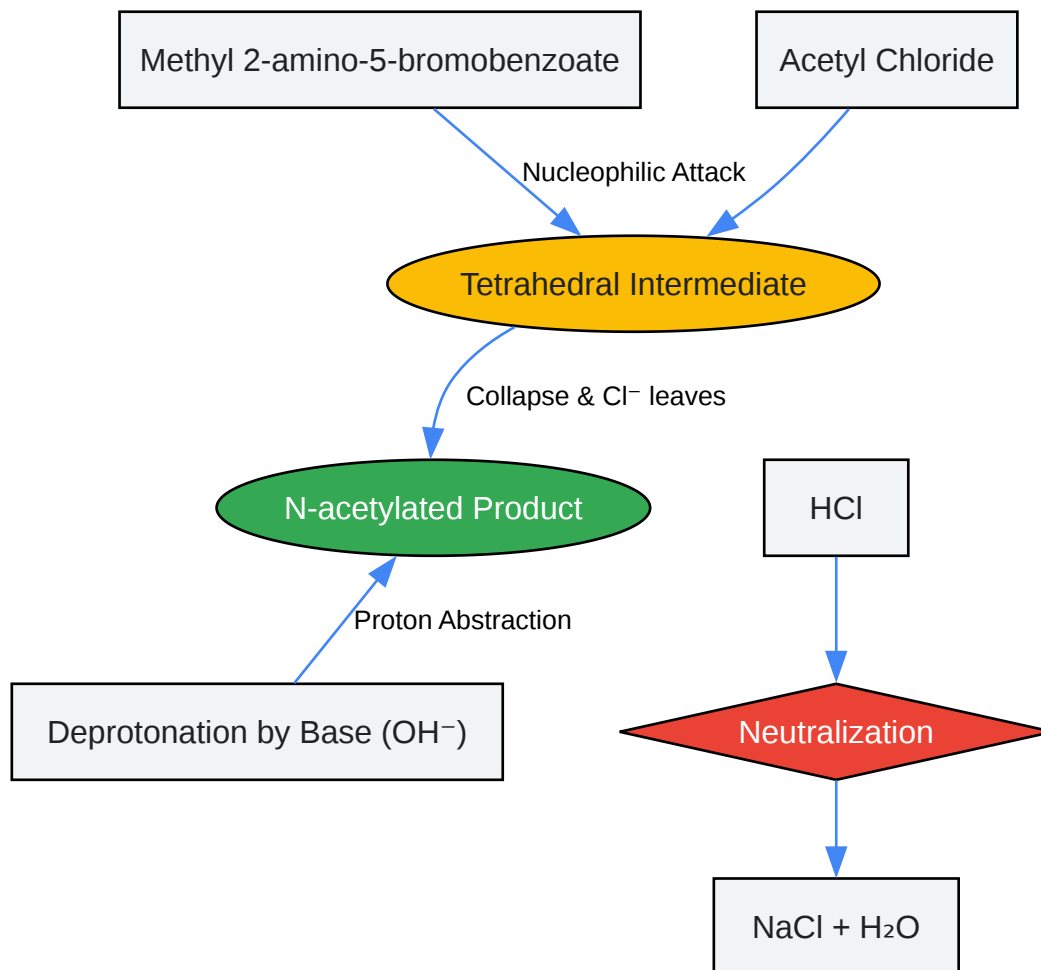 Methyl 2-amino-5-bromobenzoate
Acetyl Chloride
Nucleophilic Attack
Tetrahedral Intermediate
Collapse & Cl⁻ leaves
N-acetylated Product
HCl
Proton Abstraction
Deprotonation by Base (OH⁻)
Neutralization
NaCl + H₂O